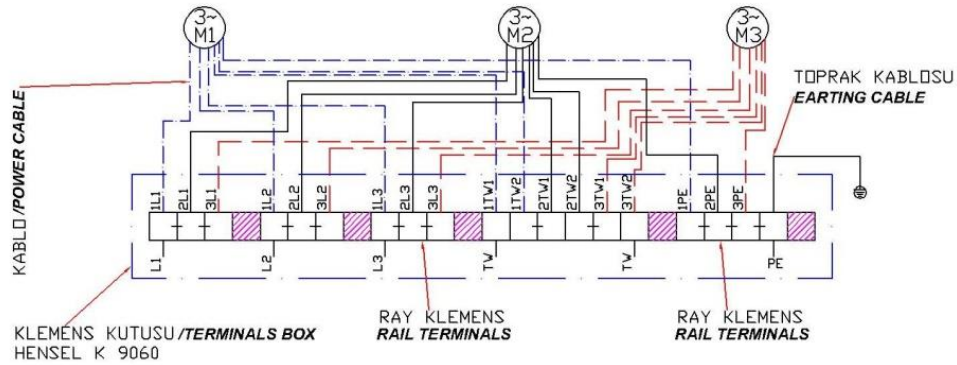 3~
M1
3~
M2
3~
M3
TOPRAK KABLOSU
EARTING CABLE
KABLO/POWER CABLE
1L1
2L1
3L1
1L2
2L2
3L2
1L3
2L3
3L3
1TW1
1TW2
2TW1
2TW2
3TW1
3TW2
1PE
2PE
3PE
L1
L2
L3
TW
TW
PE
KLEMENS KUTUSU/TERMINALS BOX
HENSEL K 9060
RAY KLEMENS
RAIL TERMINALS
RAY KLEMENS
RAIL TERMINALS